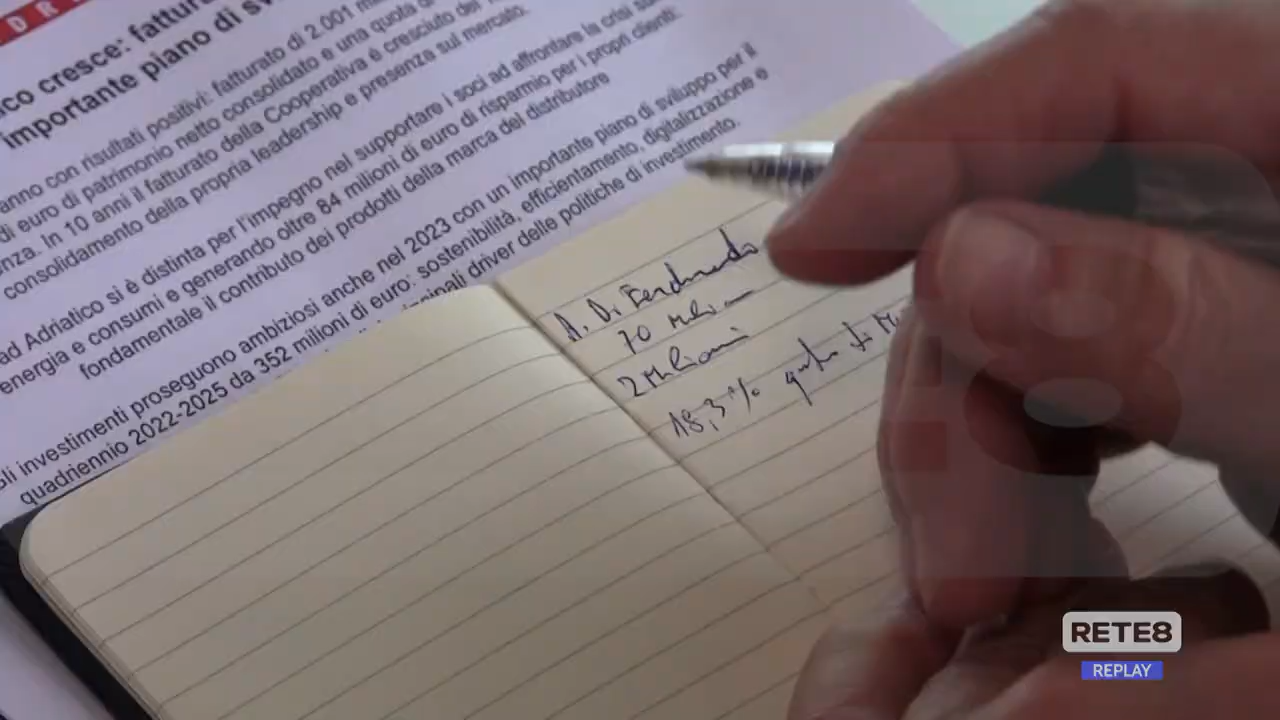 DR
co cresce: fattura
importante piano di sv
anno con risultati positivi: fatturato di 2.001 mi
di euro di patrimonio netto consolidato e una quota d
nza. In 10 anni il fatturato della Cooperativa è cresciuto del
consolidamento della propria leadership e presenza sul mercato.
ad Adriatico si è distinta per l'impegno nel supportare i soci ad affrontare la crisi su
energia e consumi e generando oltre 84 milioni di euro di risparmio per i propri clienti:
fondamentale il contributo dei prodotti della marca del distributore
Gli investimenti proseguono ambiziosi anche nel 2023 con un importante piano di sviluppo per il
quadriennio 2022-2025 da 352 milioni di euro: sostenibilità, efficientamento, digitalizzazione e
driver delle politiche di investimento.
A. Di Ferdinando
70
2 Milioni
18,3% quota di
RETE8
REPLAY